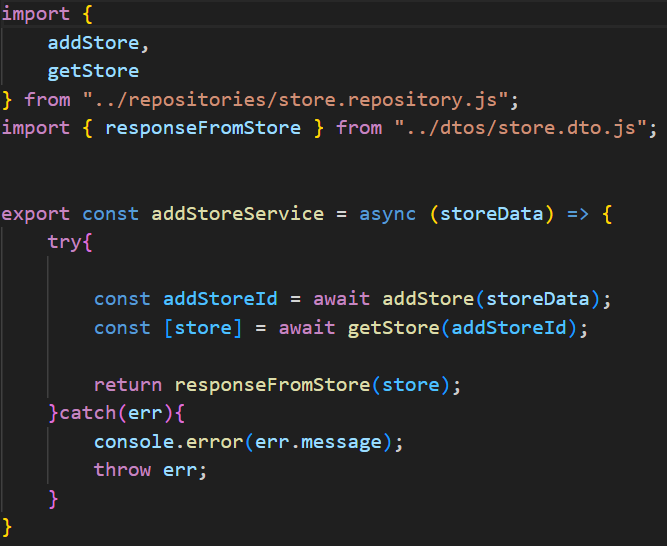 import {
    addStore,
    getStore
} from "../repositories/store.repository.js";
import { responseFromStore } from "../dtos/store.dto.js";
export const addStoreService = async (storeData) => {
    try{
        const addStoreId = await addStore(storeData);
        const [store] = await getStore(addStoreId);
        return responseFromStore(store);
    }catch(err){
        console.error(err.message);
        throw err;
    }
}